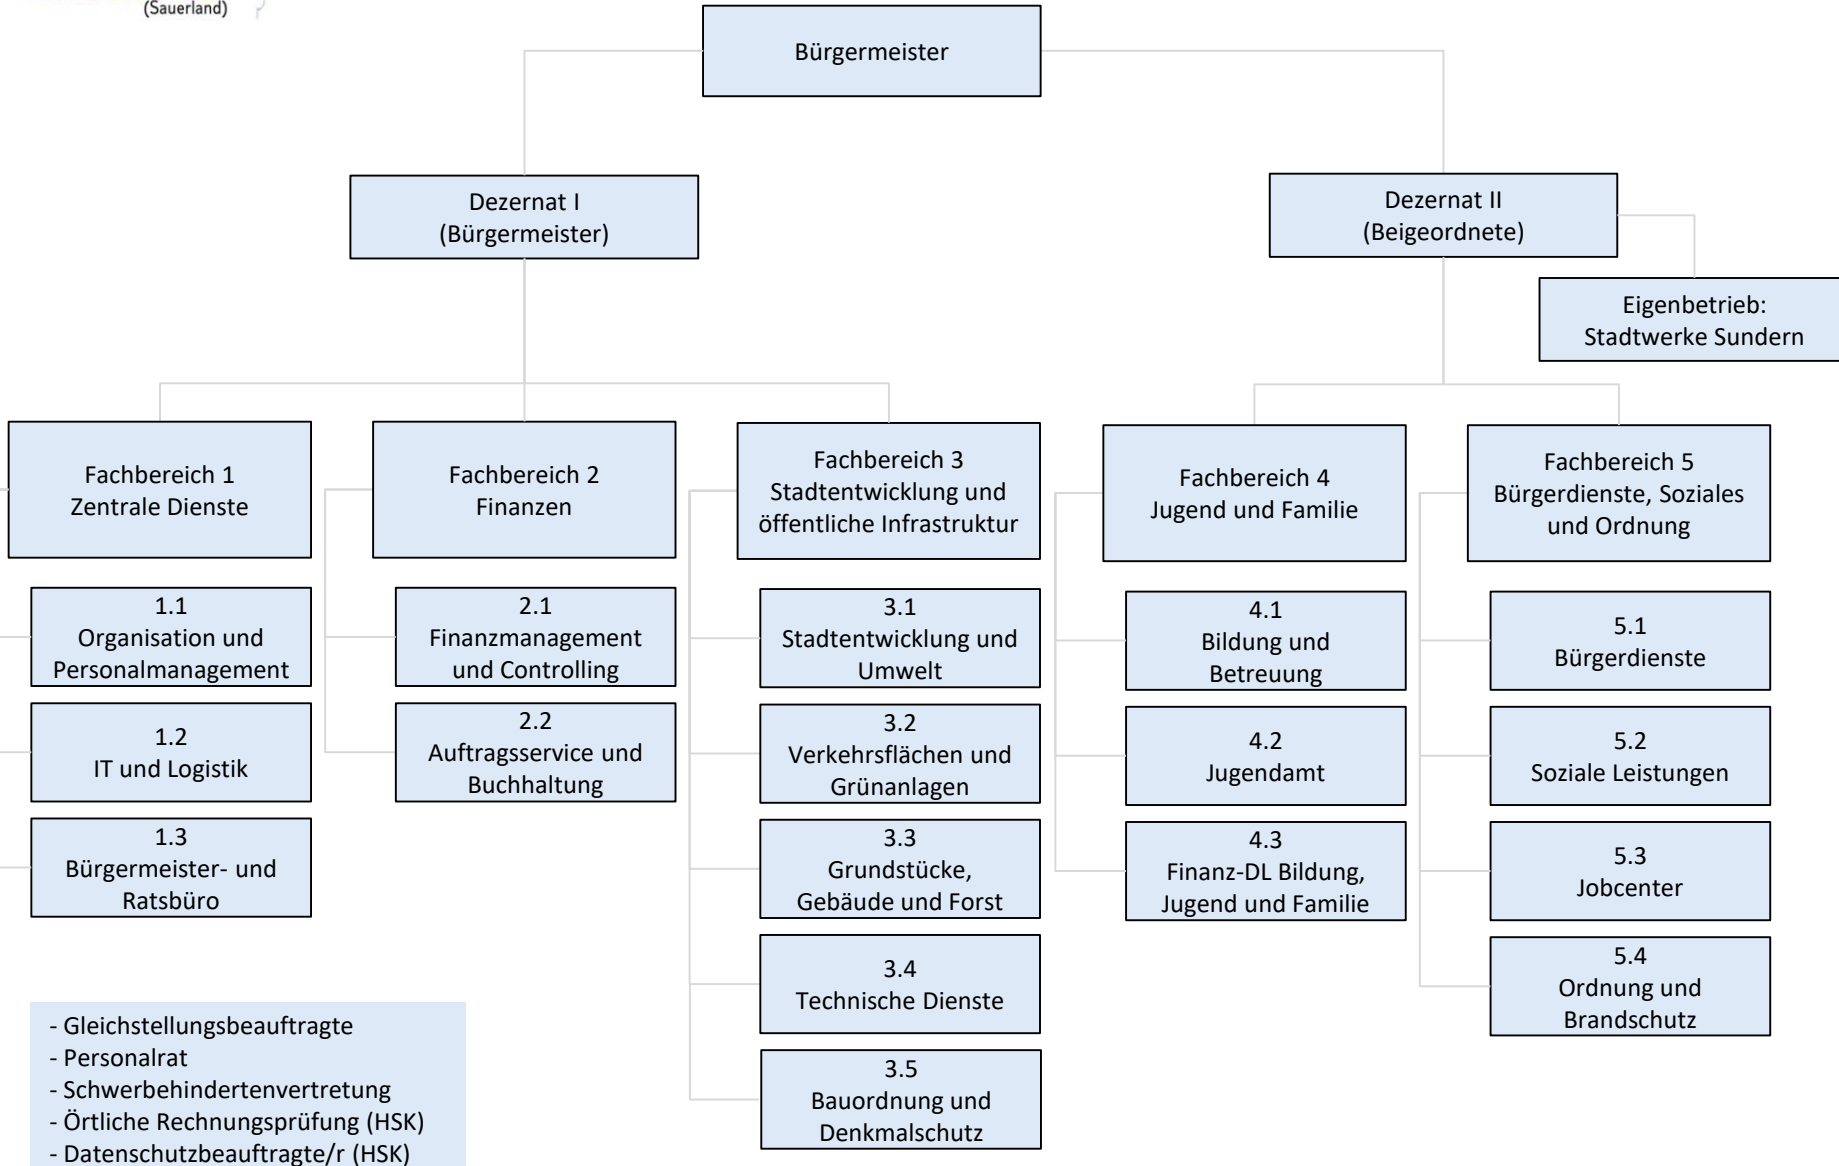 (Sauerland)
Bürgermeister
Dezernat I
(Bürgermeister)
Dezernat II
(Beigeordnete)
Eigenbetrieb:
Stadtwerke Sundern
Fachbereich 1
Zentrale Dienste
1.1
Organisation und
Personalmanagement
1.2
IT und Logistik
1.3
Bürgermeister- und
Ratsbüro
Fachbereich 2
Finanzen
2.1
Finanzmanagement
und Controlling
2.2
Auftragsservice und
Buchhaltung
Fachbereich 3
Stadtentwicklung und
öffentliche Infrastruktur
3.1
Stadtentwicklung und
Umwelt
3.2
Verkehrsflächen und
Grünanlagen
3.3
Grundstücke,
Gebäude und Forst
3.4
Technische Dienste
3.5
Bauordnung und
Denkmalschutz
Fachbereich 4
Jugend und Familie
4.1
Bildung und
Betreuung
4.2
Jugendamt
4.3
Finanz-DL Bildung,
Jugend und Familie
Fachbereich 5
Bürgerdienste, Soziales
und Ordnung
5.1
Bürgerdienste
5.2
Soziale Leistungen
5.3
Jobcenter
5.4
Ordnung und
Brandschutz
- Gleichstellungsbeauftragte
- Personalrat
- Schwerbehindertenvertretung
- Örtliche Rechnungsprüfung (HSK)
- Datenschutzbeauftragte/r (HSK)